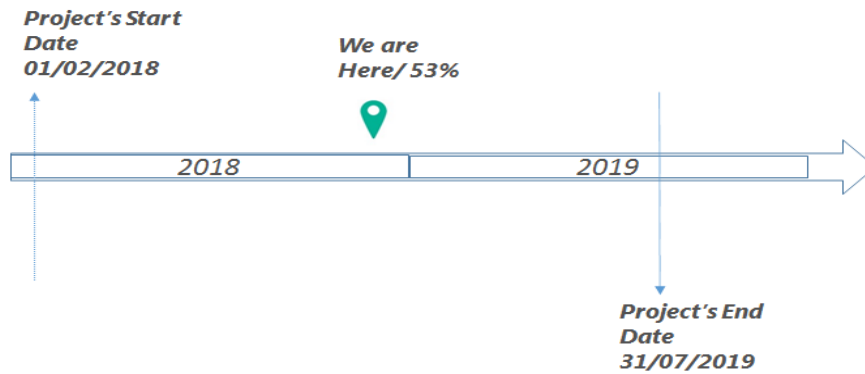 Project's Start
Date
01/02/2018
We are
Here/ 53%
2018
2019
Project's End
Date
31/07/2019